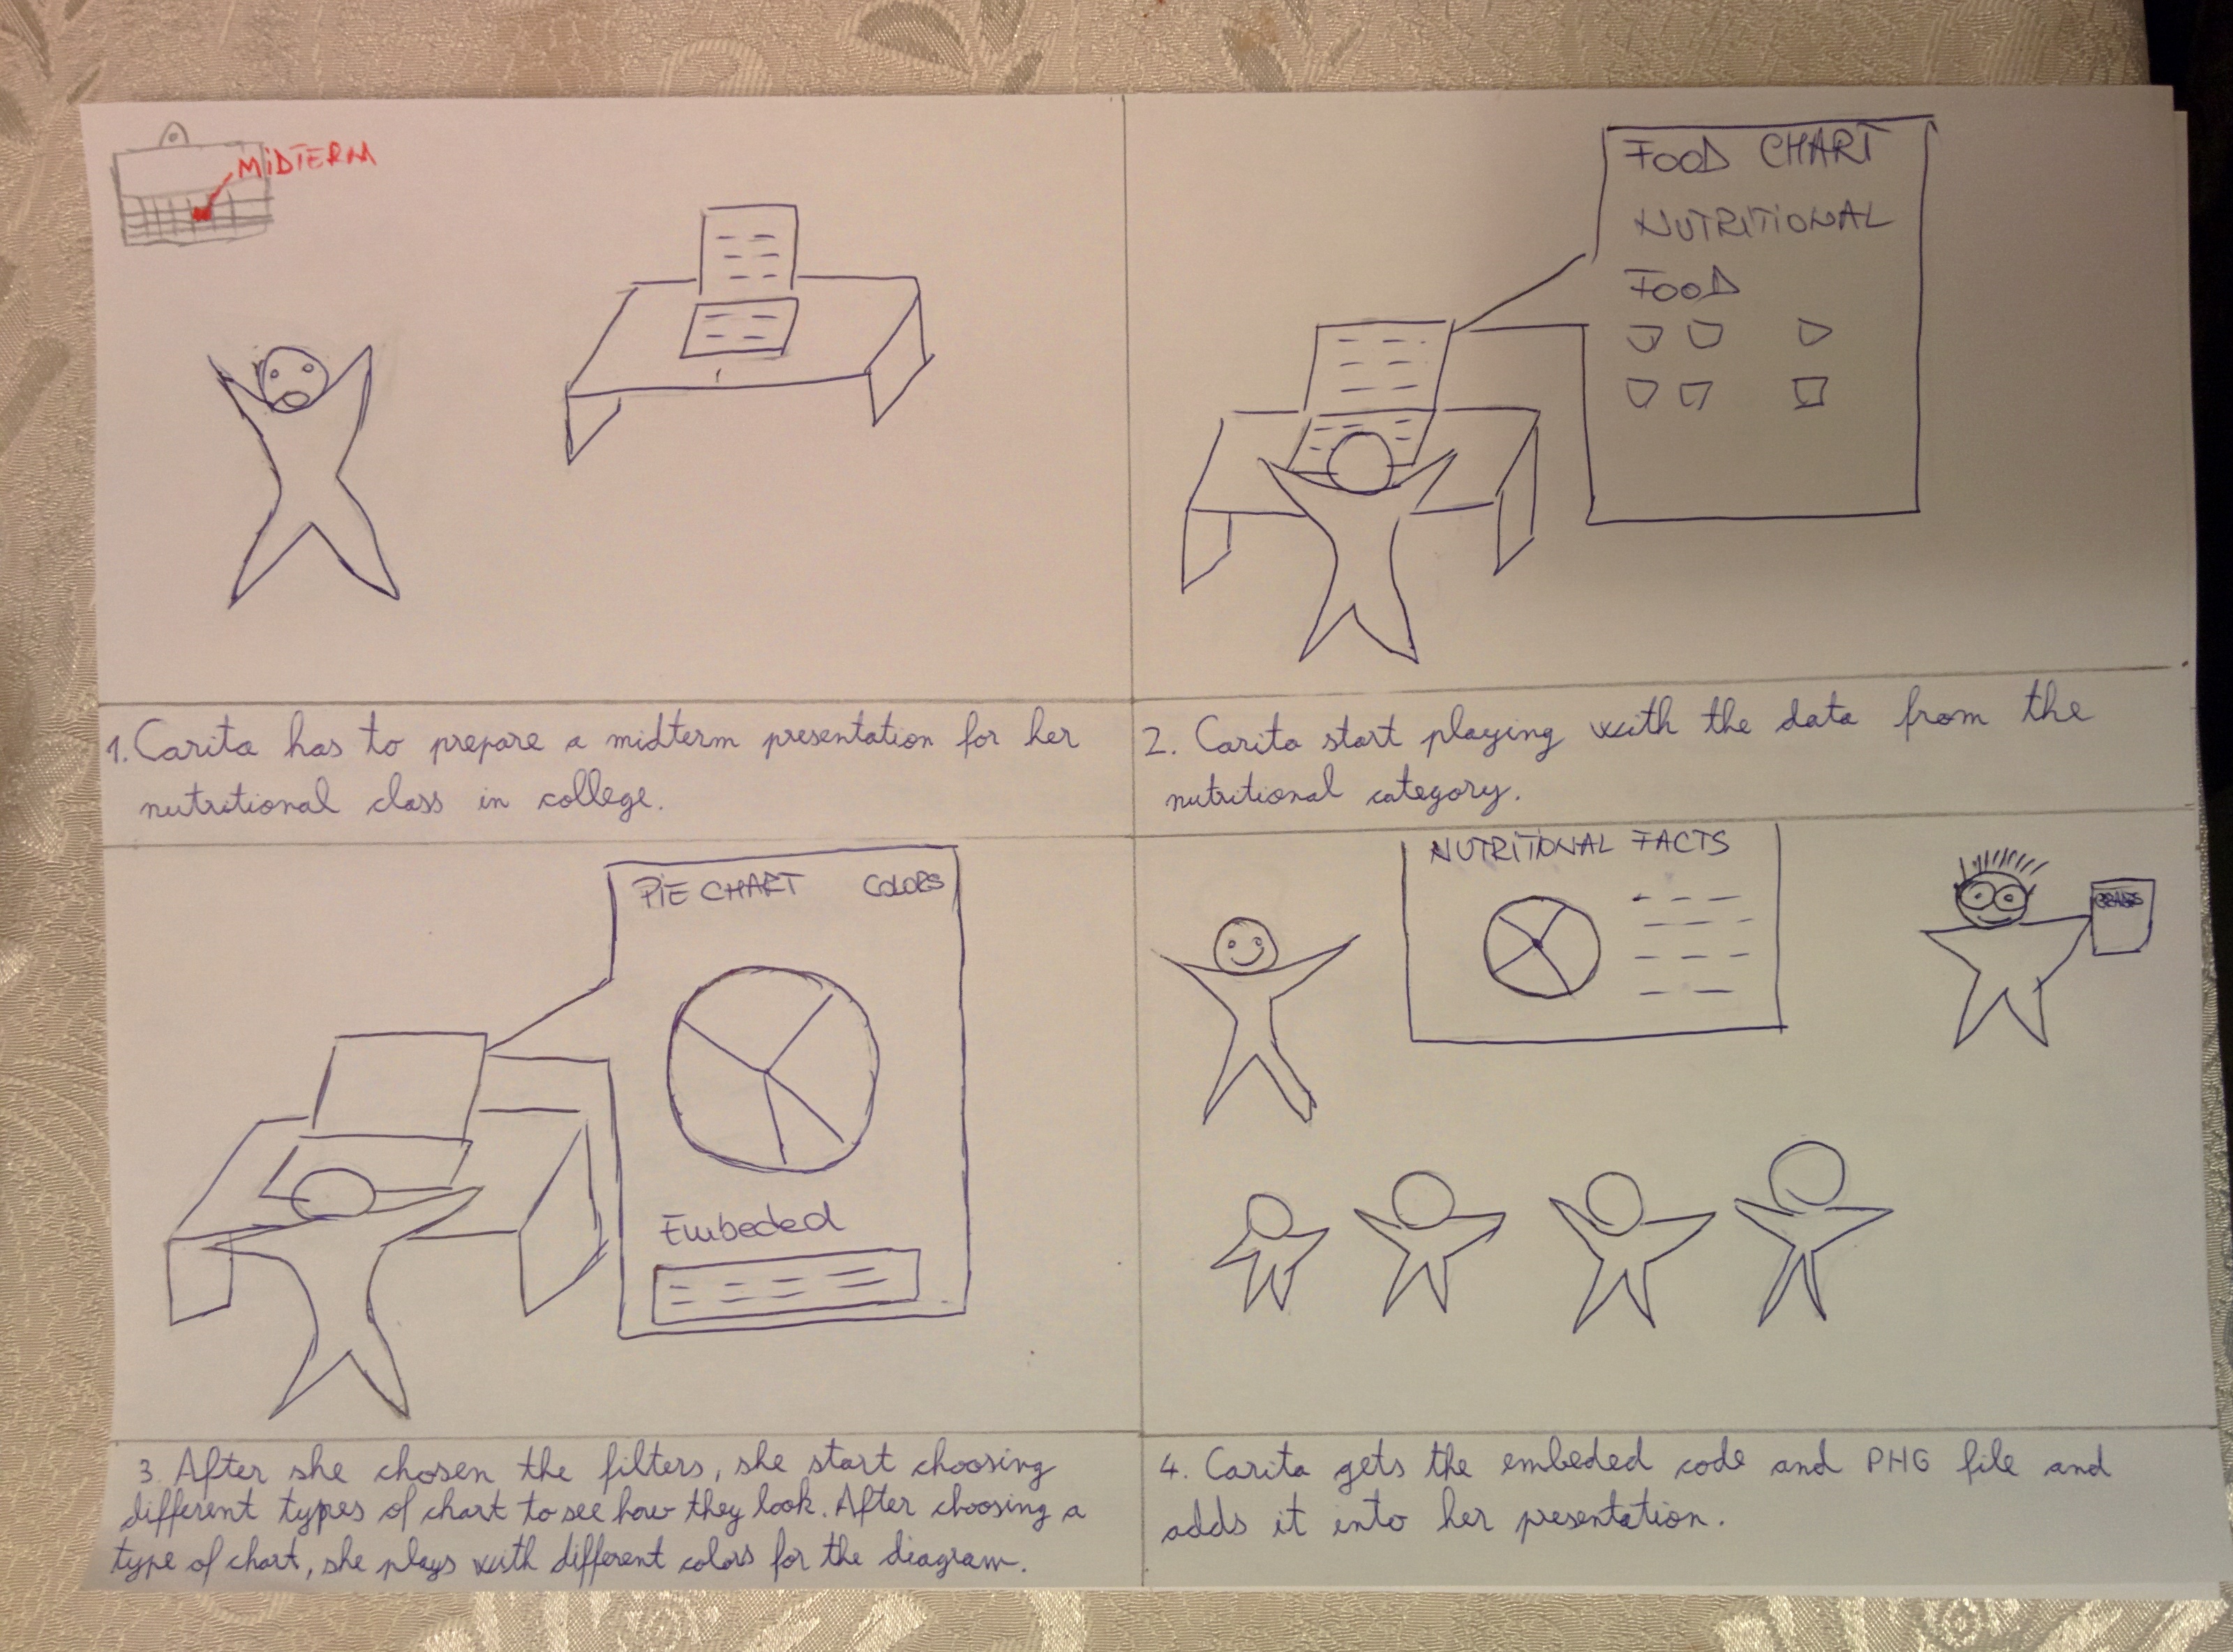 MIDTERM
1. Carita has to prepare a midterm presentation for her
nutritional class in college.
FOOD CHART
NUTRITIONAL
FOOD
2. Carita start playing with the data from the
nutritional category.
PIE CHART COLORS
Embeded
3. After she chosen the filters, she start choosing
different types of chart to see how they look. After choosing a
type of chart, she plays with different colors for the diagram.
NUTRITIONAL FACTS
4. Carita gets the embeded code and PHG file and
adds it into her presentation.